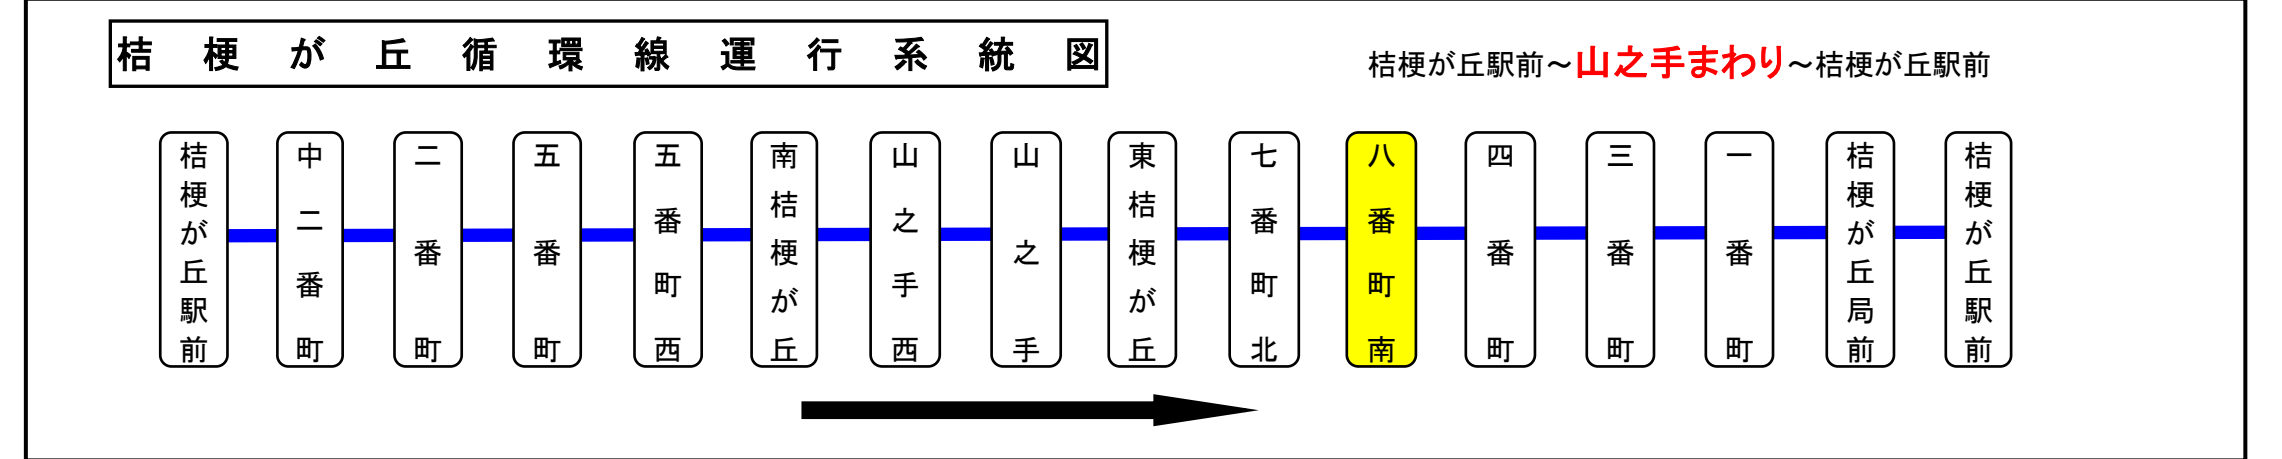 桔梗が丘循環線運行系統図
桔梗が丘駅前～山之手まわり～桔梗が丘駅前
桔梗が丘駅前
中二番町
二番町
五番町
五番町西
南桔梗が丘
山之手西
山之手
東桔梗が丘
七番町北
八番町南
四番町
三番町
一番町
桔梗が丘局前
桔梗が丘駅前